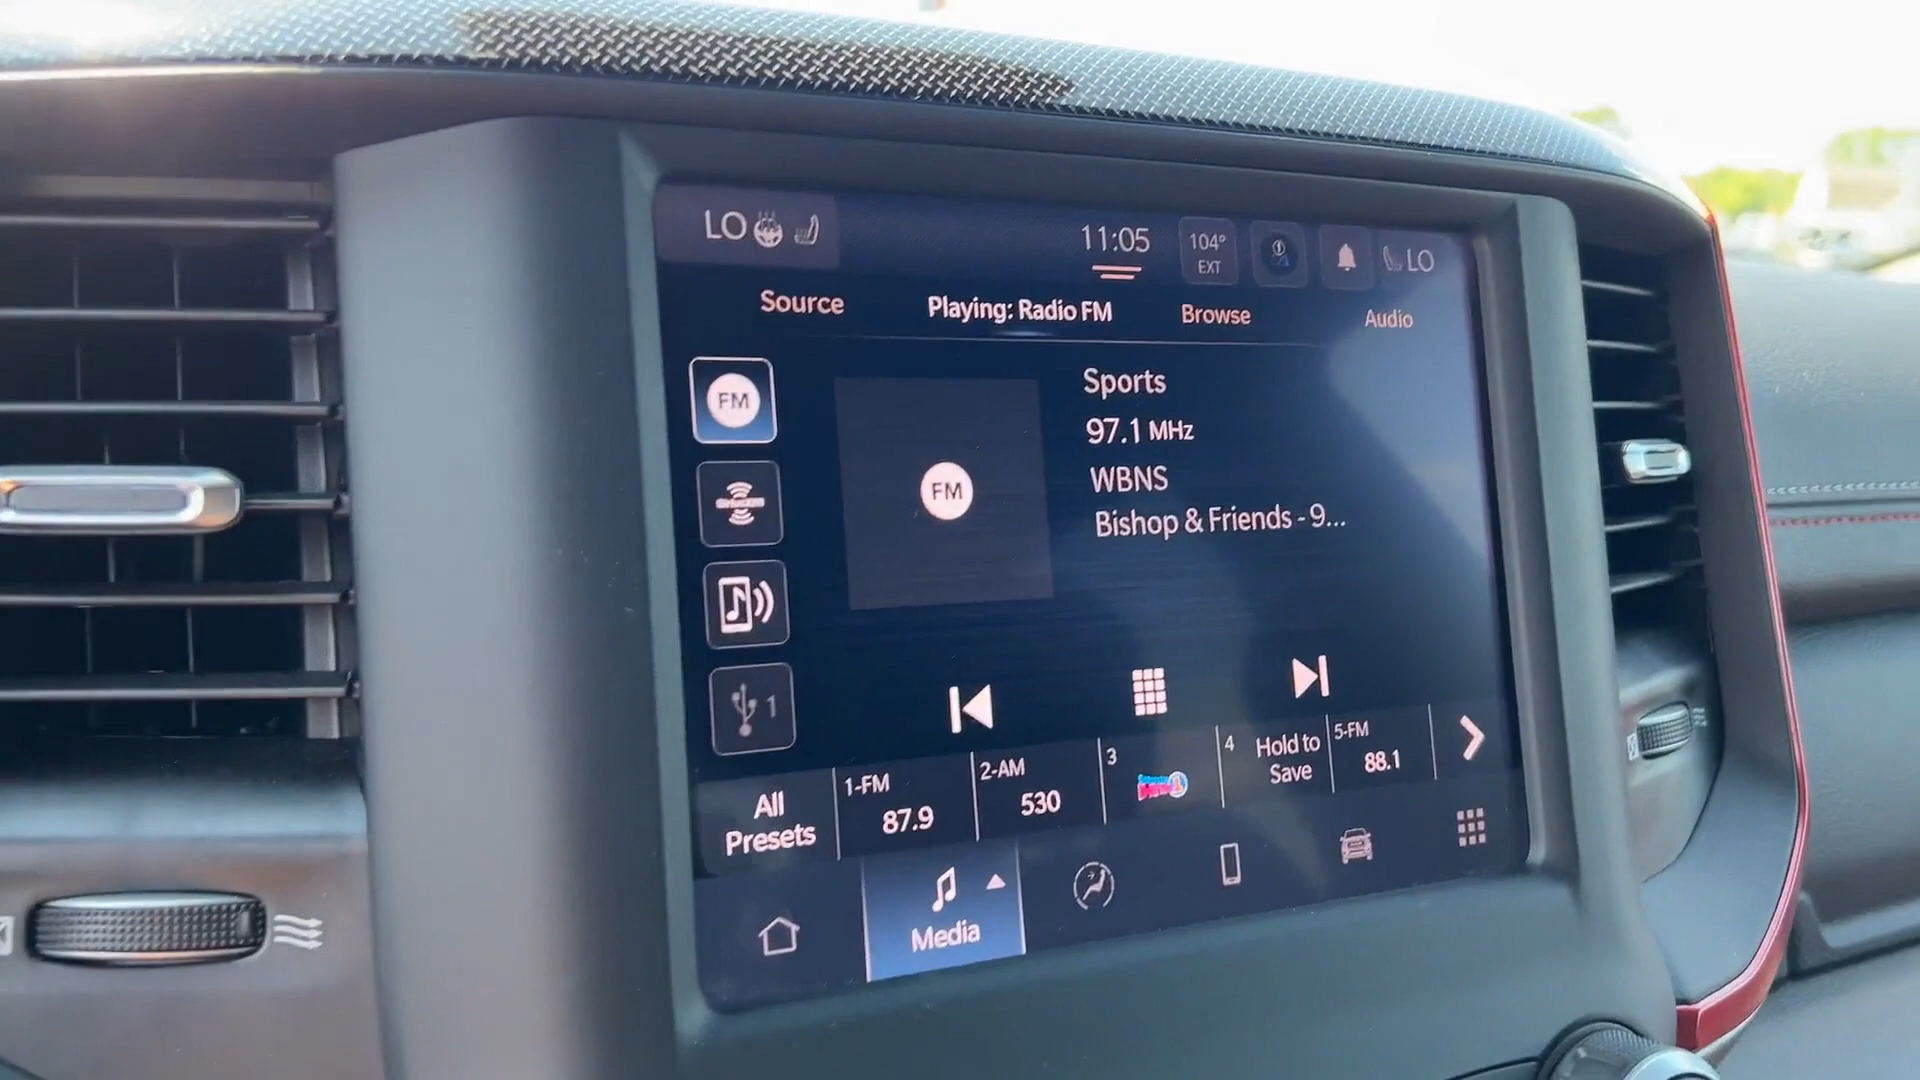 LO
11:05
104°
EXT
LO
Source
Playing: Radio FM
Browse
Audio
FM
FM
Sports
97.1 MHz
WBNS
Bishop & Friends - 9...
1
All
Presets
1-FM
87.9
2-AM
530
3
4
Hold to
Save
5-FM
88.1
Media